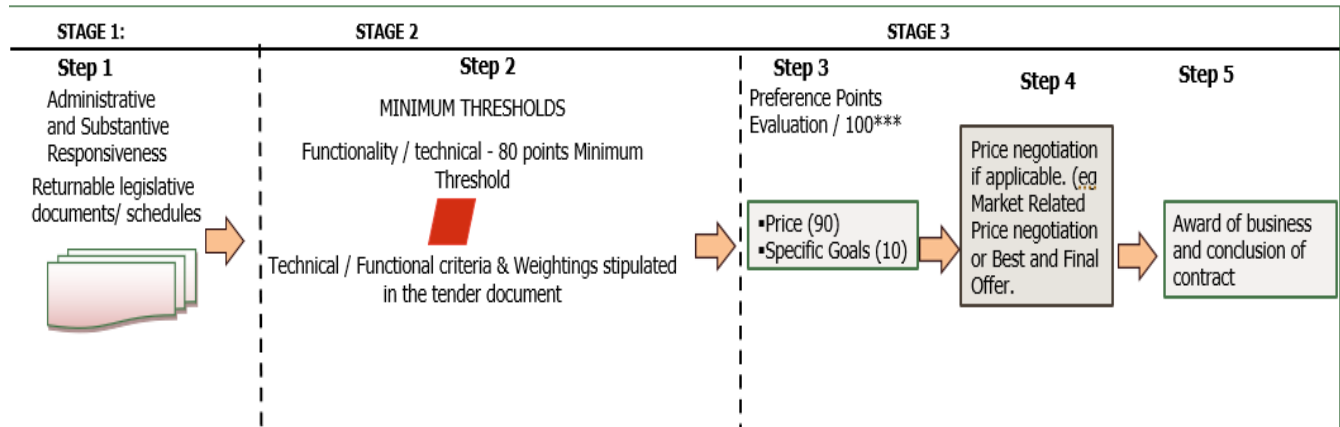 STAGE 1:
STAGE 2
STAGE 3
Step 1
Administrative
and Substantive
Responsiveness
Returnable legislative
documents/ schedules
Step 2
MINIMUM THRESHOLDS
Functionality / technical - 80 points Minimum
Threshold
Technical / Functional criteria & Weightings stipulated
in the tender document
Step 3
Preference Points
Evaluation / 100***
▪Price (90)
▪Specific Goals (10)
Step 4
Price negotiation
if applicable. (eg
Market Related
Price negotiation
or Best and Final
Offer.
Step 5
Award of business
and conclusion of
contract